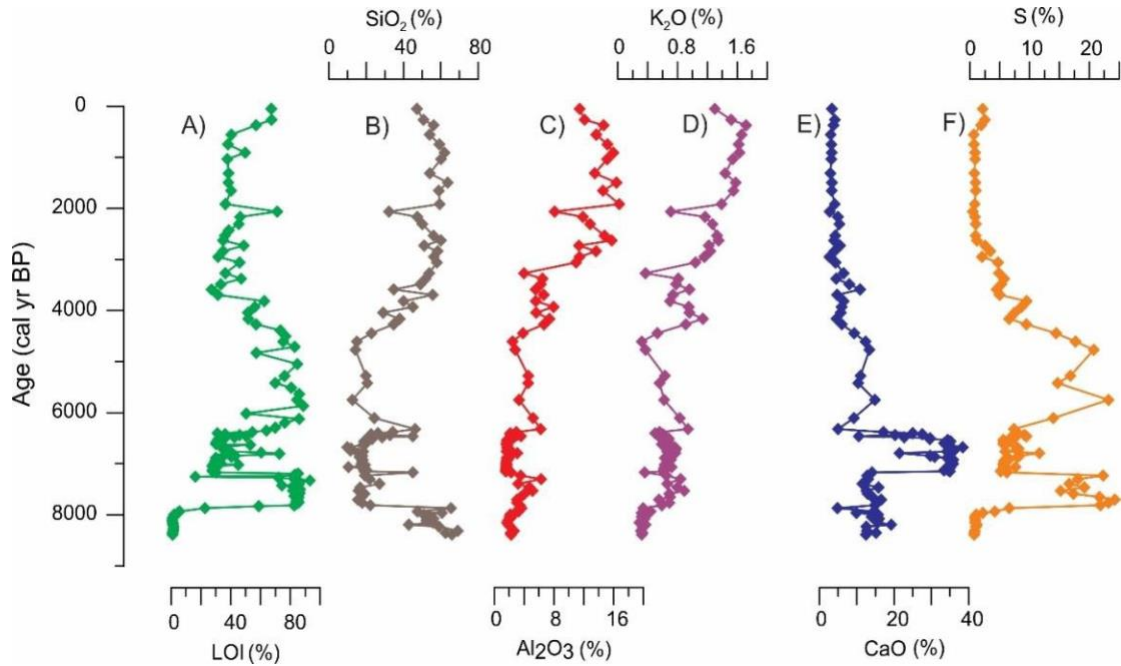 SiO2 (%)
K2O (%)
S (%)
0 40 80
0 0.8 1.6
0 10 20
Age (cal yr BP)
0
2000
4000
6000
8000
A)
B)
C)
D)
E)
F)
0 40 80
0 8 16
0 20 40
LOI (%)
Al2O3 (%)
CaO (%)